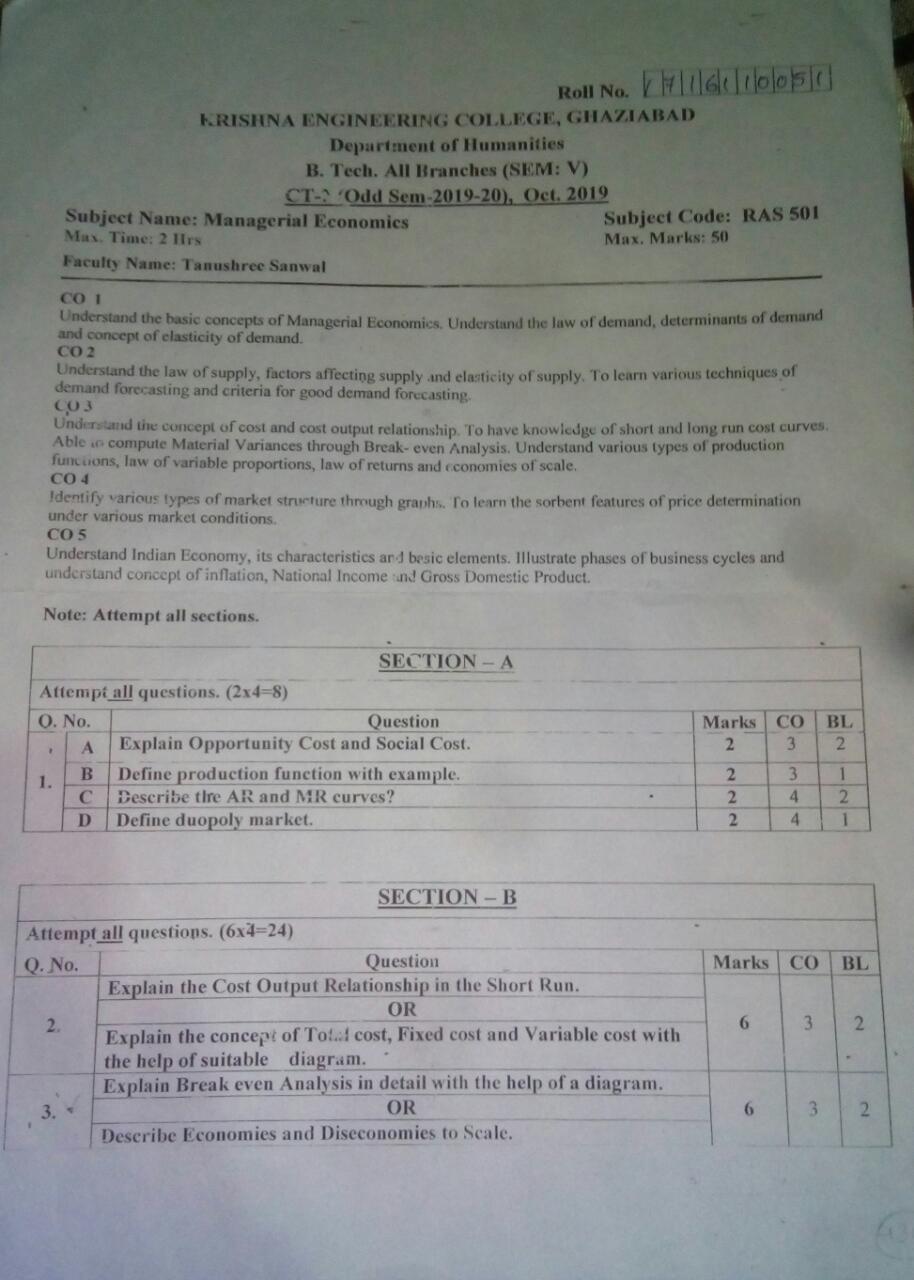 Roll No. 1716110051
KRISHNA ENGINEERING COLLEGE, GHAZIABAD
Department of Humanities
B. Tech. All Branches (SEM: V)
(Odd Sem-2019-20), Oct. 2019
Subject Name: Managerial Economics Subject Code: RAS 501
Max. Time: 2 Hrs Max. Marks: 50
Faculty Name: Tanushree Sanwal
CO 1
Understand the basic concepts of Managerial Economics. Understand the law of demand, determinants of demand
and concept of elasticity of demand.
CO 2
Understand the law of supply, factors affecting supply and elasticity of supply. To learn various techniques of
demand forecasting and criteria for good demand forecasting.
CO 3
Understand the concept of cost and cost output relationship. To have knowledge of short and long run cost curves.
Able to compute Material Variances through Break- even Analysis. Understand various types of production
functions, law of variable proportions, law of returns and economies of scale.
CO 4
Identify various types of market structure through graphs. To learn the sorbent features of price determination
under various market conditions.
CO 5
Understand Indian Economy, its characteristics and basic elements. Illustrate phases of business cycles and
understand concept of inflation, National Income and Gross Domestic Product.
Note: Attempt all sections.
SECTION – A
Attempt all questions. (2x4=8)
Q. No. Question Marks CO BL
1.
A Explain Opportunity Cost and Social Cost. 2 3 2
B Define production function with example. 2 3 1
C Describe the AR and MR curves? 2 4 2
D Define duopoly market. 2 4 1
SECTION – B
Attempt all questions. (6x4=24)
Q. No. Question Marks CO BL
2.
Explain the Cost Output Relationship in the Short Run.
OR
Explain the concept of Total cost, Fixed cost and Variable cost with
the help of suitable diagram.
6 3 2
3.
Explain Break even Analysis in detail with the help of a diagram.
OR
Describe Economies and Diseconomies to Scale.
6 3 2